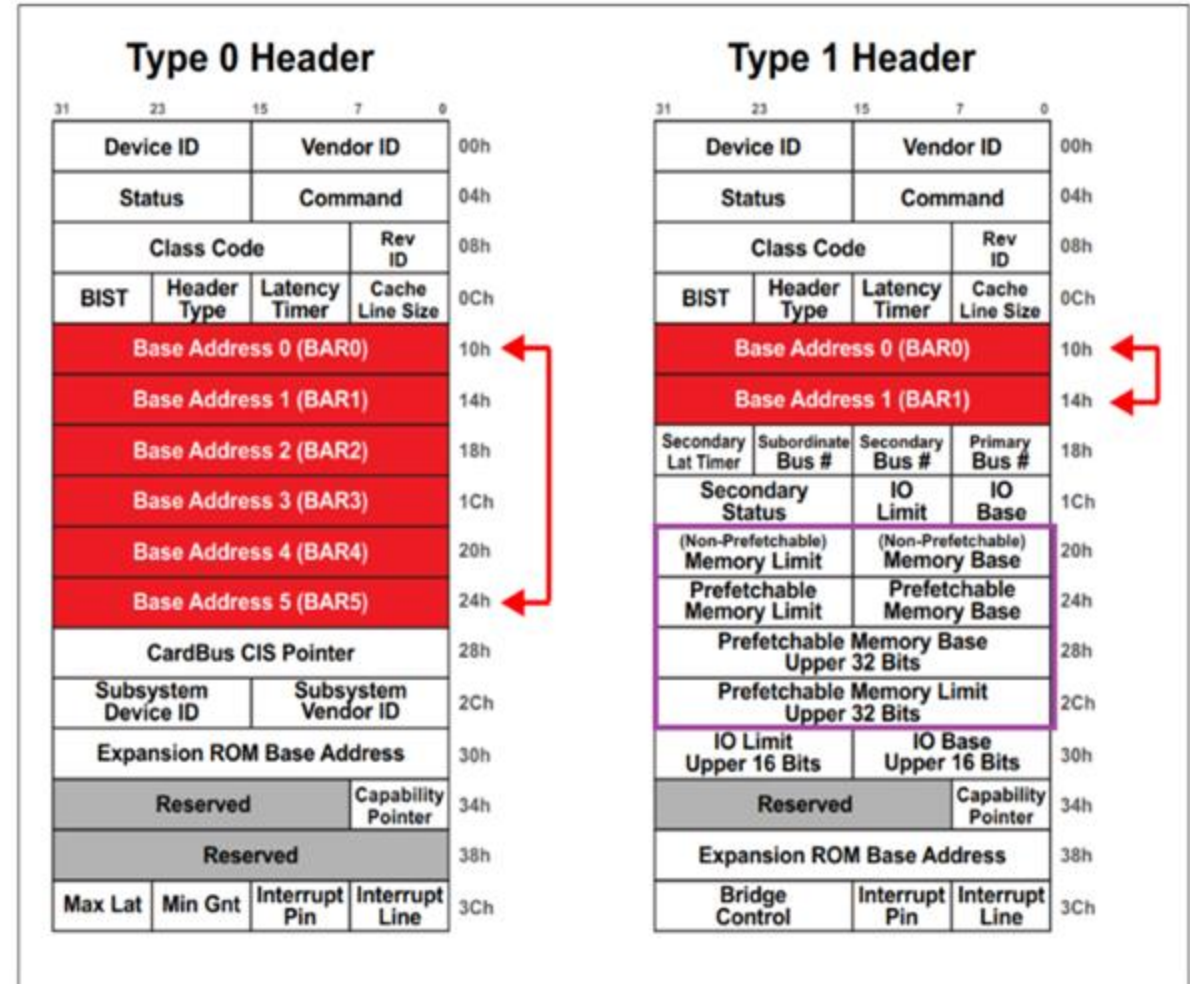 Type 0 Header
31 23 15 7 0
Device ID Vendor ID 00h
Status Command 04h
Class Code Rev ID 08h
BIST Header Type Latency Timer Cache Line Size 0Ch
Base Address 0 (BAR0) 10h
Base Address 1 (BAR1) 14h
Base Address 2 (BAR2) 18h
Base Address 3 (BAR3) 1Ch
Base Address 4 (BAR4) 20h
Base Address 5 (BAR5) 24h
CardBus CIS Pointer 28h
Subsystem Device ID Subsystem Vendor ID 2Ch
Expansion ROM Base Address 30h
Reserved Capability Pointer 34h
Reserved 38h
Max Lat Min Gnt Interrupt Pin Interrupt Line 3Ch
Type 1 Header
31 23 15 7 0
Device ID Vendor ID 00h
Status Command 04h
Class Code Rev ID 08h
BIST Header Type Latency Timer Cache Line Size 0Ch
Base Address 0 (BAR0) 10h
Base Address 1 (BAR1) 14h
Secondary Lat Timer Subordinate Bus # Secondary Bus # Primary Bus # 18h
Secondary Status IO Limit IO Base 1Ch
(Non-Prefetchable) Memory Limit (Non-Prefetchable) Memory Base 20h
Prefetchable Memory Limit Prefetchable Memory Base 24h
Prefetchable Memory Base Upper 32 Bits 28h
Prefetchable Memory Limit Upper 32 Bits 2Ch
IO Limit Upper 16 Bits IO Base Upper 16 Bits 30h
Reserved Capability Pointer 34h
Expansion ROM Base Address 38h
Bridge Control Interrupt Pin Interrupt Line 3Ch